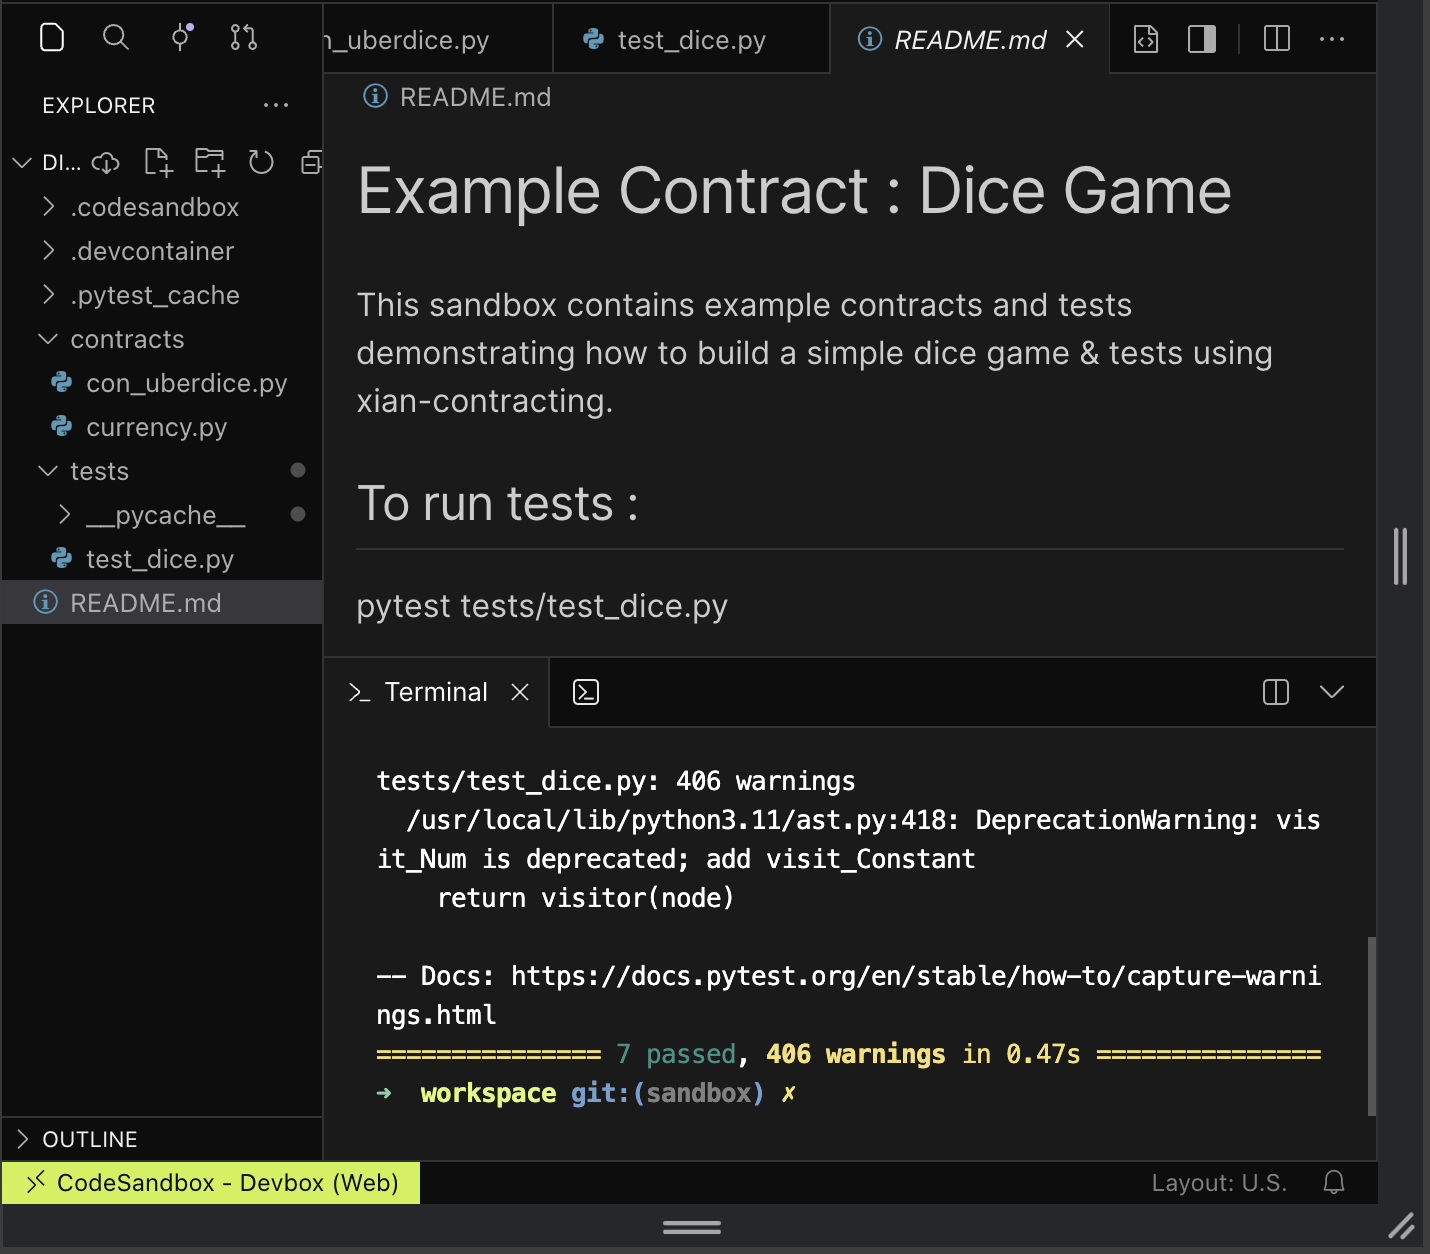 n_uberdice.py
test_dice.py
README.md
EXPLORER
DI...
.codesandbox
.devcontainer
.pytest_cache
contracts
con_uberdice.py
currency.py
tests
__pycache__
test_dice.py
README.md
OUTLINE
README.md
Example Contract : Dice Game
This sandbox contains example contracts and tests
demonstrating how to build a simple dice game & tests using
xian-contracting.
To run tests :
pytest tests/test_dice.py
>_ Terminal
tests/test_dice.py: 406 warnings
/usr/local/lib/python3.11/ast.py:418: DeprecationWarning: vis
it_Num is deprecated; add visit_Constant
return visitor(node)
-- Docs: https://docs.pytest.org/en/stable/how-to/capture-warni
ngs.html
=============== 7 passed, 406 warnings in 0.47s ===============
➜ workspace git:(sandbox) ✗
CodeSandbox - Devbox (Web)
Layout: U.S.